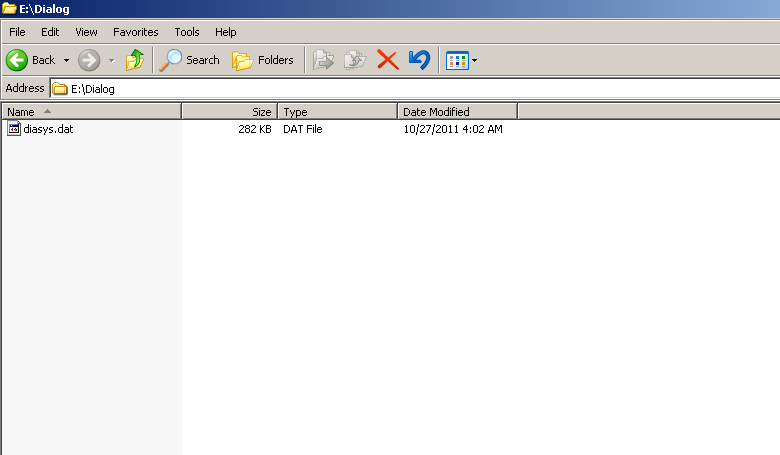 E:\Dialog
File Edit View Favorites Tools Help
Back Search Folders
Address E:\Dialog
Name Size Type Date Modified
diasys.dat 282 KB DAT File 10/27/2011 4:02 AM